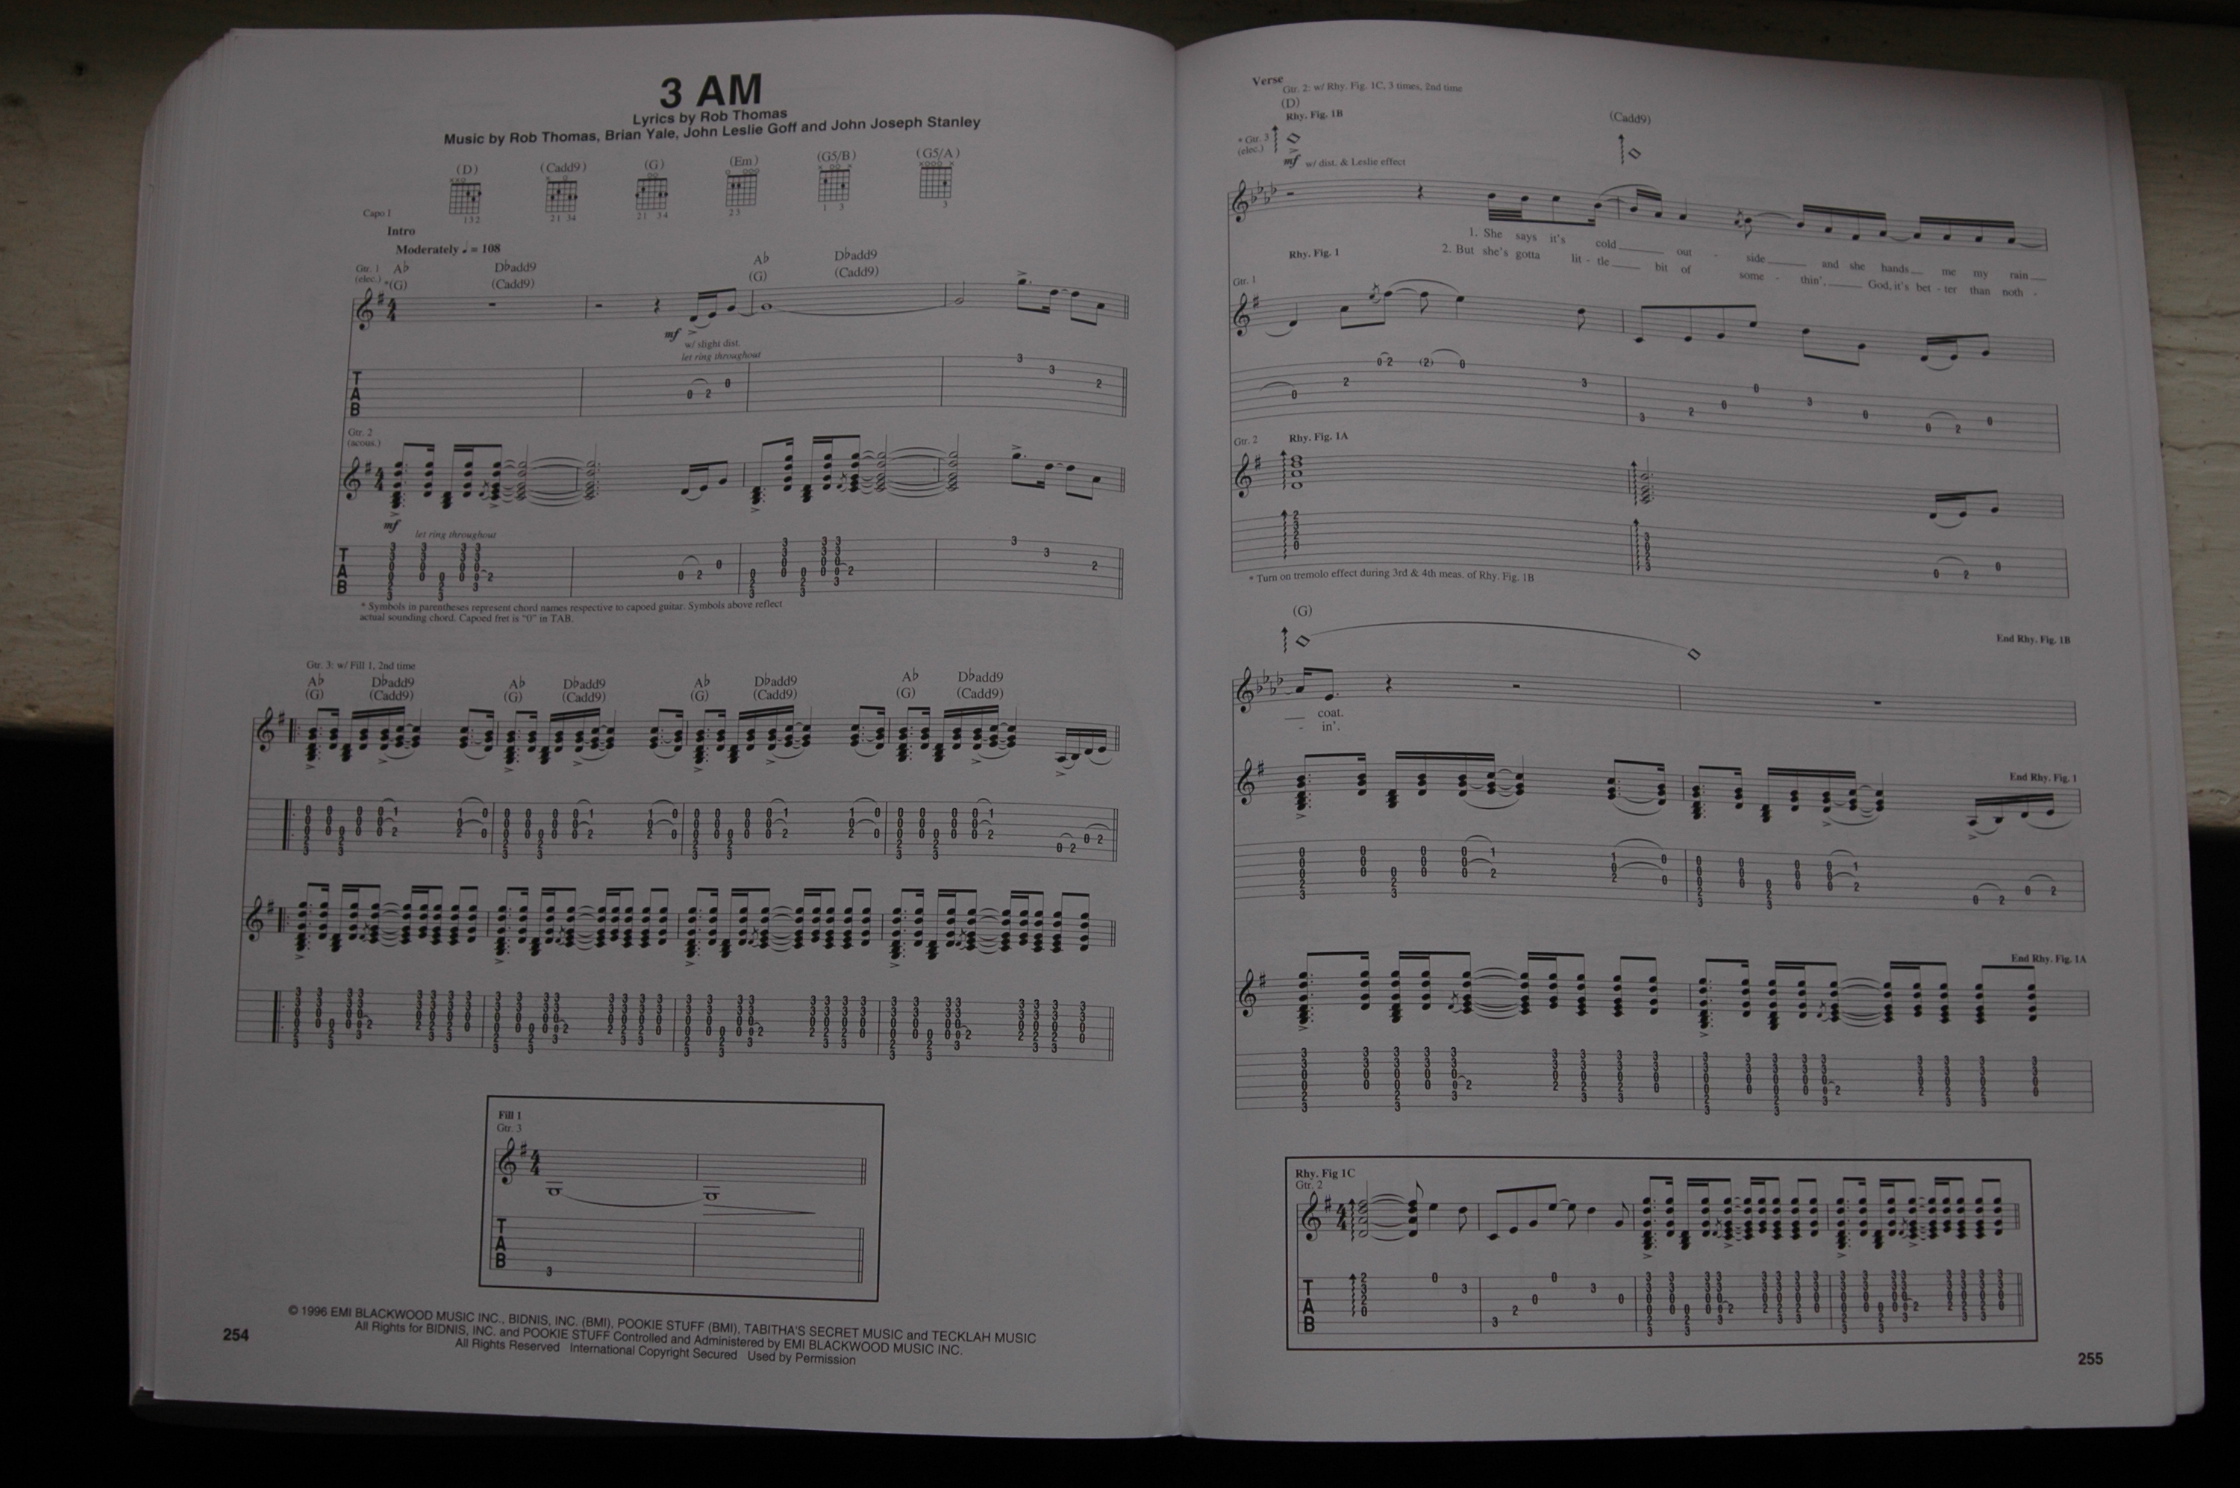 3 AM
Lyrics by Rob Thomas
Music by Rob Thomas, Brian Yale, John Leslie Goff and John Joseph Stanley
(D) (Cadd9) (G) (Em) (G5/B) (G5/A)
132 21 34 21 34 23 1 3 3
Capo 1
Intro
Moderately ♩ = 108
Gtr. 1 A♭ D♭add9 A♭ D♭add9
(elec.) *(G) (Cadd9) (G) (Cadd9)
mf
w/ slight dist.
let ring throughout
T A B
Gtr. 2
(acous.)
mf
let ring throughout
T A B
* Symbols in parentheses represent chord names respective to capoed guitar. Symbols above reflect
actual sounding chord. Capoed fret is "0" in TAB.
Gtr. 3: w/ Fill 1, 2nd time
A♭ D♭add9 A♭ D♭add9 A♭ D♭add9 A♭ D♭add9
(G) (Cadd9) (G) (Cadd9) (G) (Cadd9) (G) (Cadd9)
Fill 1
Gtr. 3
T A B
3
© 1996 EMI BLACKWOOD MUSIC INC., BIDNIS, INC. (BMI), POOKIE STUFF (BMI), TABITHA'S SECRET MUSIC and TECKLAH MUSIC
All Rights for BIDNIS, INC. and POOKIE STUFF Controlled and Administered by EMI BLACKWOOD MUSIC INC.
All Rights Reserved International Copyright Secured Used by Permission
254
Verse
Gtr. 2: w/ Rhy. Fig. 1C, 3 times, 2nd time
(D) (Cadd9)
Rhy. Fig. 1B
* Gtr. 3
(elec.)
mf w/ dist. & Leslie effect
1. She says it's cold out - side and she hands me my rain
2. But she's gotta lit - tle bit of some - thin', God, it's bet - ter than noth -
Rhy. Fig. 1
Gtr. 1
Gtr. 2 Rhy. Fig. 1A
* Turn on tremolo effect during 3rd & 4th meas. of Rhy. Fig. 1B
(G)
End Rhy. Fig. 1B
coat.
- in'.
End Rhy. Fig. 1
End Rhy. Fig. 1A
Rhy. Fig 1C
Gtr. 2
T A B
255